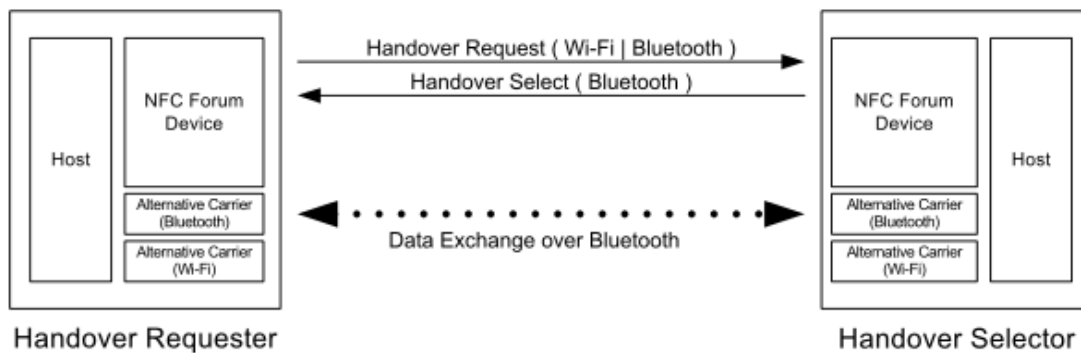 Handover Request ( Wi-Fi | Bluetooth )
Handover Select ( Bluetooth )
Host
NFC Forum
Device
Alternative Carrier
(Bluetooth)
Alternative Carrier
(Wi-Fi)
Data Exchange over Bluetooth
NFC Forum
Device
Alternative Carrier
(Bluetooth)
Alternative Carrier
(Wi-Fi)
Host
Handover Requester
Handover Selector